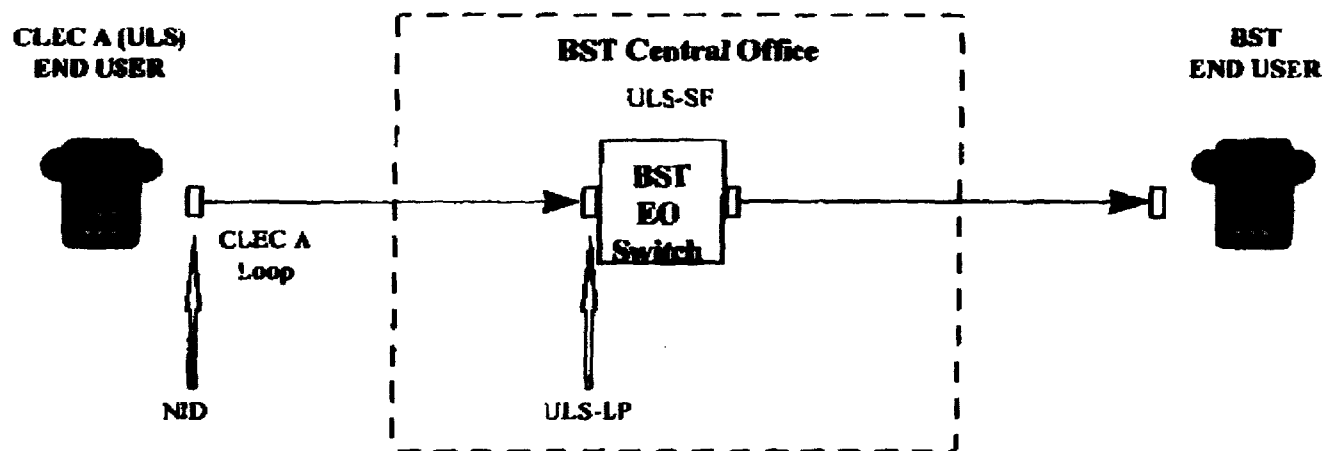 CLEC A (ULS)
END USER
BST Central Office
ULS-SF
BST
END USER
BST
EO
Switch
CLEC A
Loop
NID
ULS-LP